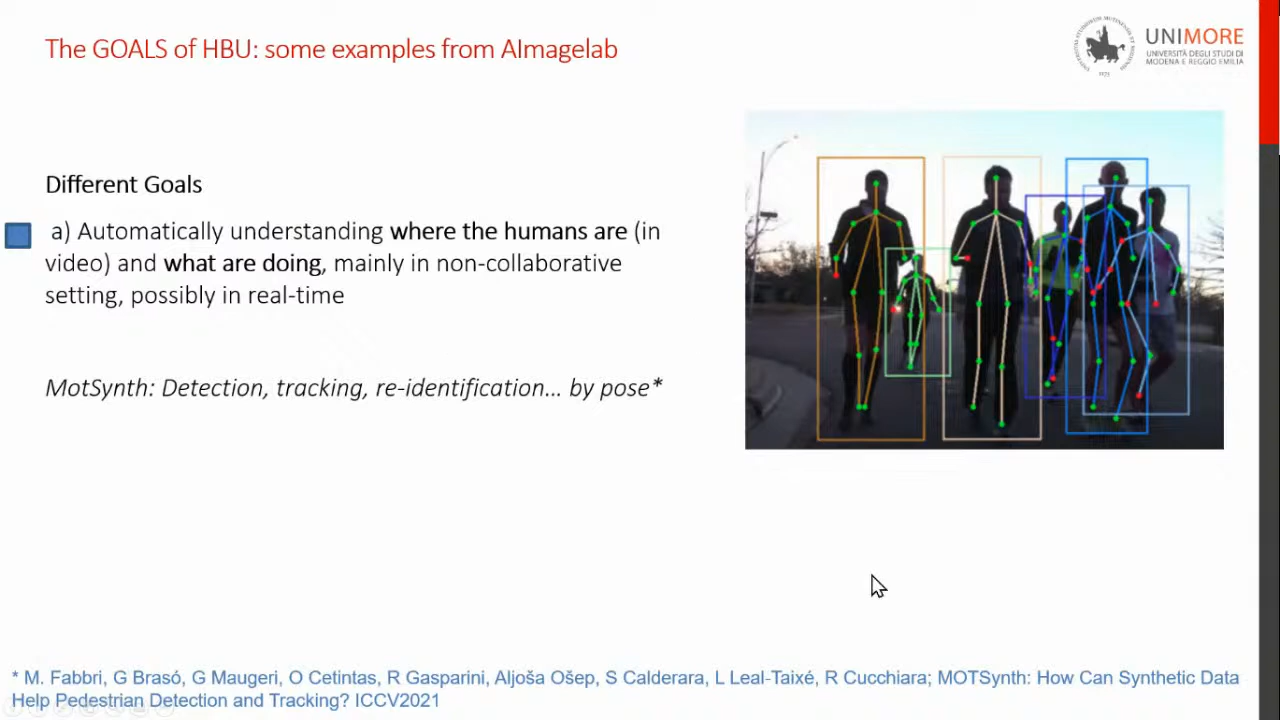 The GOALS of HBU: some examples from AImagelab
UNIMORE
UNIVERSITÀ DEGLI STUDI DI
MODENA E REGGIO EMILIA
Different Goals
a) Automatically understanding where the humans are (in
video) and what are doing, mainly in non-collaborative
setting, possibly in real-time
MotSynth: Detection, tracking, re-identification... by pose*
* M. Fabbri, G Brasó, G Maugeri, O Cetintas, R Gasparini, Aljoša Ošep, S Calderara, L Leal-Taixé, R Cucchiara; MOTSynth: How Can Synthetic Data
Help Pedestrian Detection and Tracking? ICCV2021